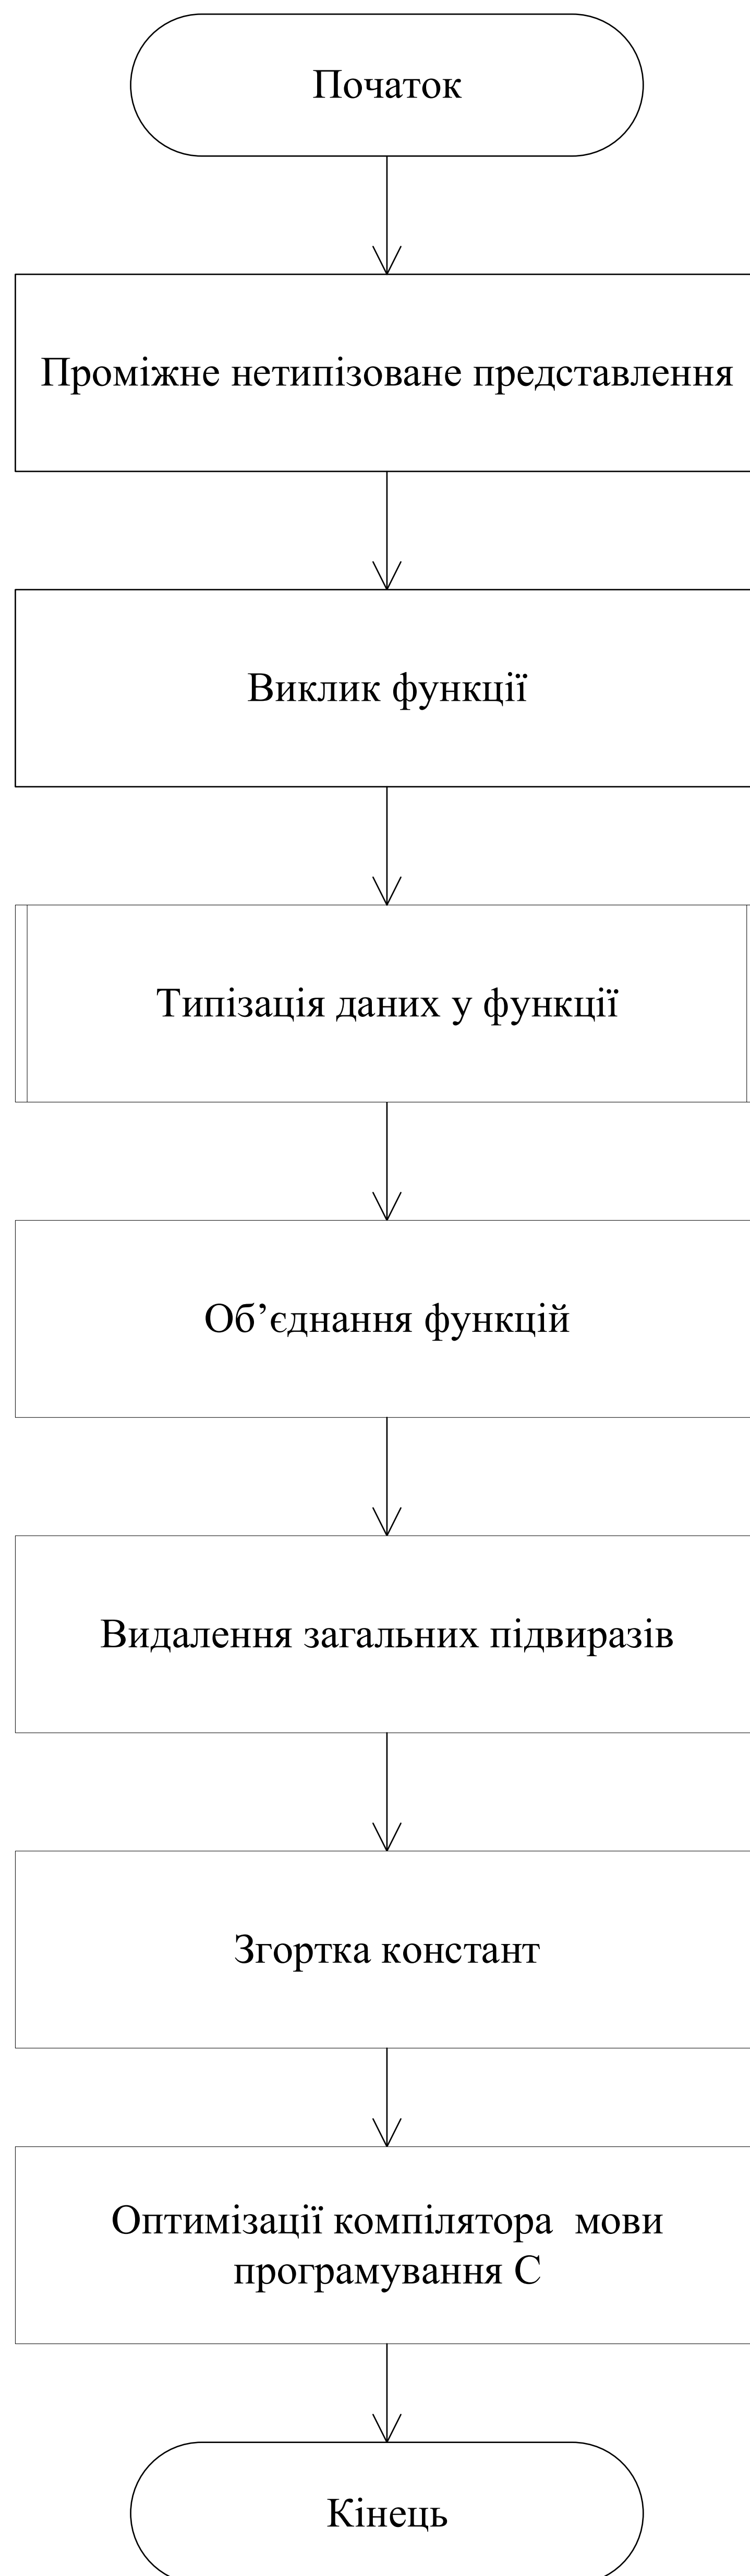 Початок
Проміжне нетипізоване представлення
Виклик функції
Типізація даних у функції
Об’єднання функцій
Видалення загальних підвиразів
Згортка констант
Оптимізації компілятора  мови
програмування С
Кінець